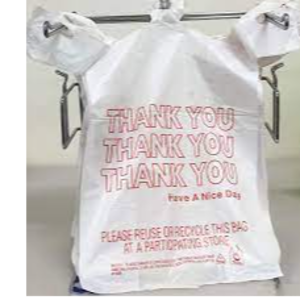 THANK YOU
THANK YOU
THANK YOU
Have A Nice Day
PLEASE REUSE OR RECYCLE THIS BAG
AT A PARTICIPATING STORE